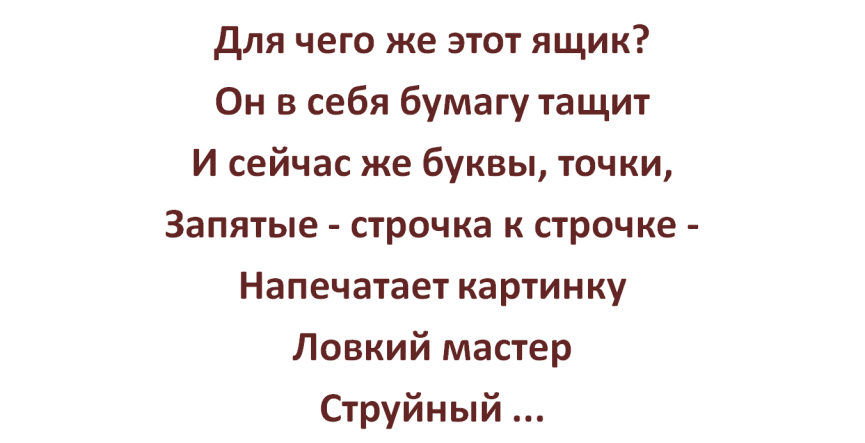 Для чего же этот ящик?
Он в себя бумагу тащит
И сейчас же буквы, точки,
Запятые - строчка к строчке -
Напечатает картинку
Ловкий мастер
Струйный ...